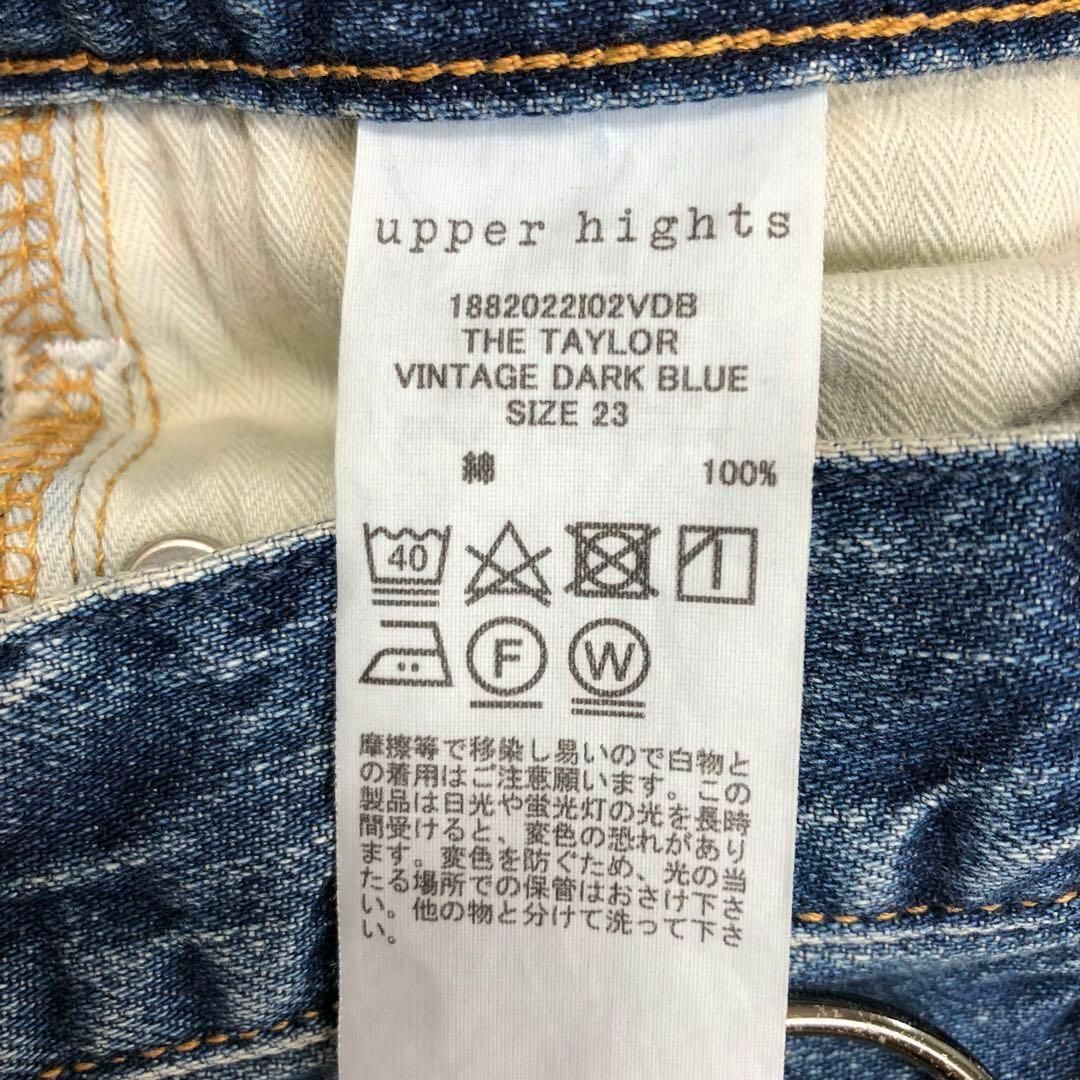 upper hights
1882022I02VDB
THE TAYLOR
VINTAGE DARK BLUE
SIZE 23
綿 100%
40
F W
摩擦等で移染し易いので白物と
の着用はご注意願います。この
製品は日光や蛍光灯の光を長時
間受けると、変色の恐れがあり
ます。変色を防ぐため、光の当
たる場所での保管はおさけ下さ
い。他の物と分けて洗って下さ
い。